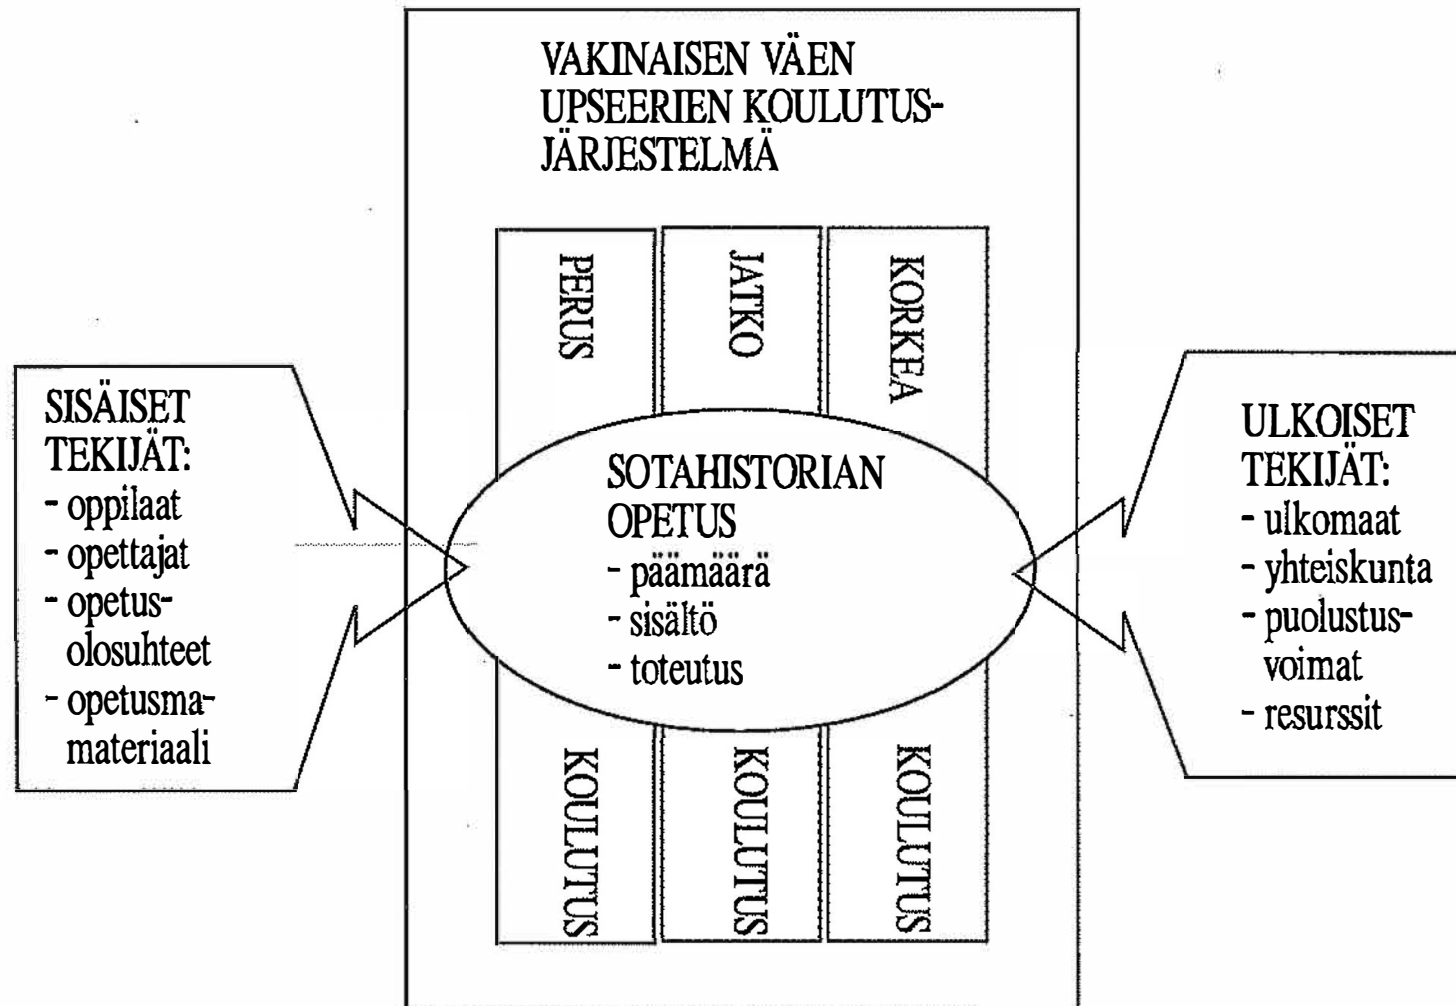 VAKINAISEN VÄEN
UPSEERIEN KOULUTUS-
JÄRJESTELMÄ
PERUS
JATKO
KORKEA
SISÄISET
TEKIJÄT:
- oppilaat
- opettajat
- opetus-
olosuhteet
- opetusma-
materiaali
SOTAHISTORIAN
OPETUS
- päämäärä
- sisältö
- toteutus
ULKOISET
TEKIJÄT:
- ulkomaat
- yhteiskunta
- puolustus-
voimat
- resurssit
KOULUTUS
KOULUTUS
KOULUTUS